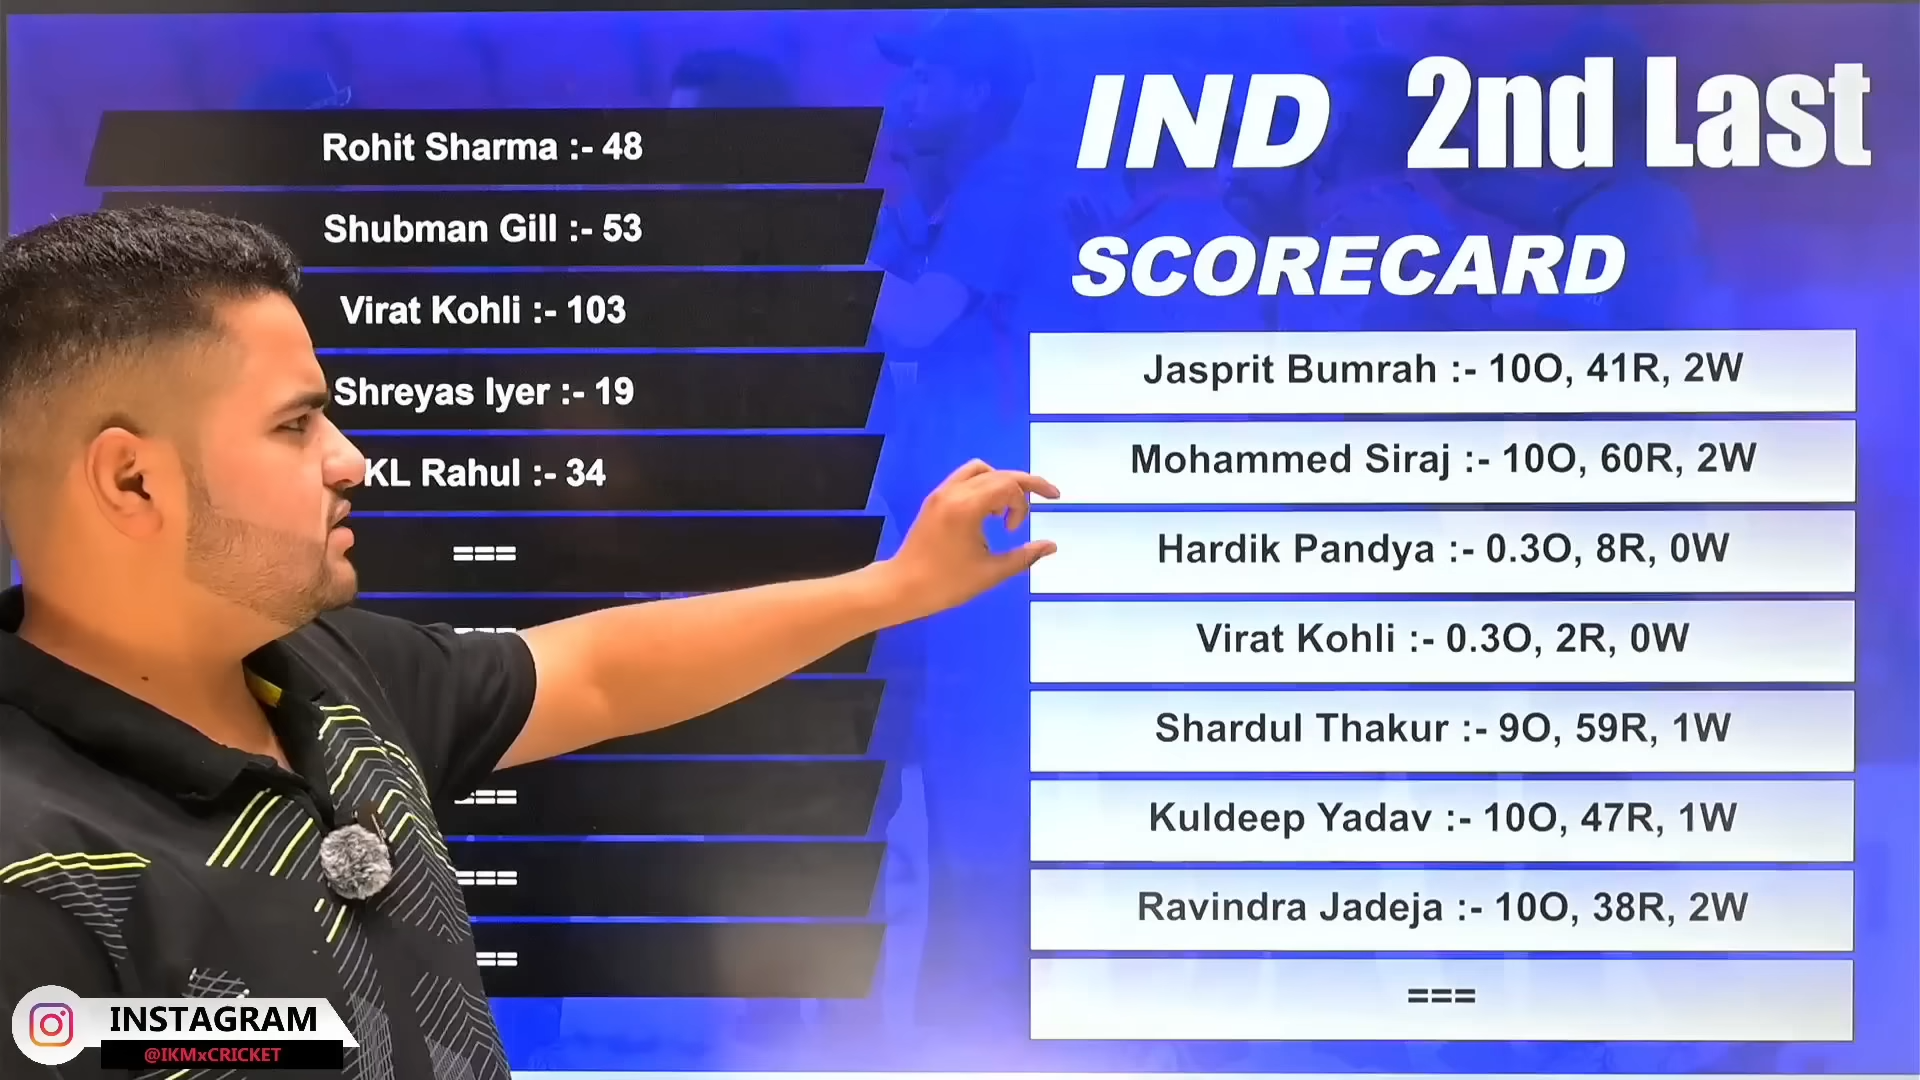 IND 2nd Last
SCORECARD
Rohit Sharma :- 48
Shubman Gill :- 53
Virat Kohli :- 103
Shreyas Iyer :- 19
KL Rahul :- 34
===
===
===
===
==
Jasprit Bumrah :- 10O, 41R, 2W
Mohammed Siraj :- 10O, 60R, 2W
Hardik Pandya :- 0.3O, 8R, 0W
Virat Kohli :- 0.3O, 2R, 0W
Shardul Thakur :- 9O, 59R, 1W
Kuldeep Yadav :- 10O, 47R, 1W
Ravindra Jadeja :- 10O, 38R, 2W
===
INSTAGRAM
@IKMxCRICKET